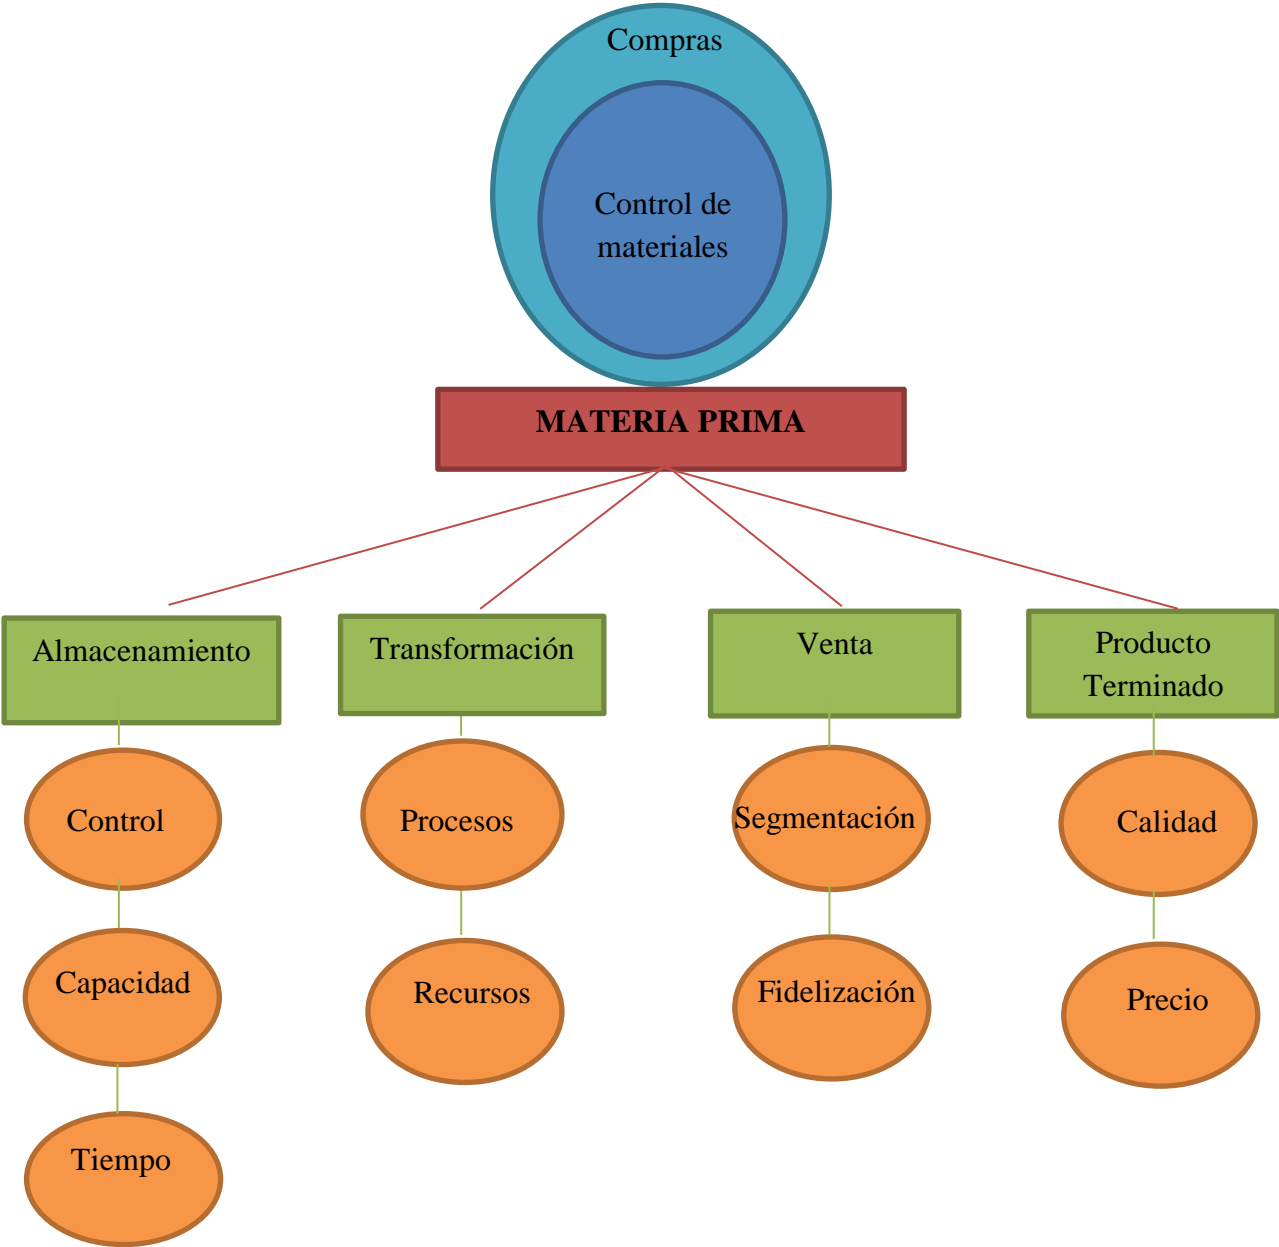 Compras
Control de
materiales
MATERIA PRIMA
Almacenamiento
Transformación
Venta
Producto
Terminado
Control
Procesos
Segmentación
Calidad
Capacidad
Recursos
Fidelización
Precio
Tiempo